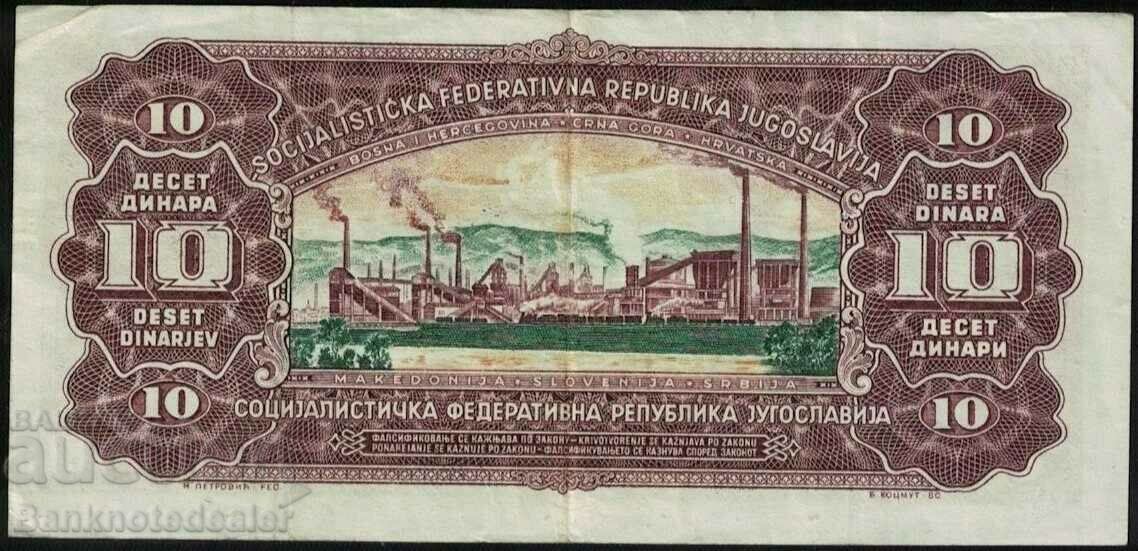 SOCIJALISTIČKA FEDERATIVNA REPUBLIKA JUGOSLAVIJA
BOSNA I HERCEGOVINA • CRNA GORA • HRVATSKA
10
10
ДЕСЕТ
ДИНАРА
10
DESET
DINARJEV
10
DESET
DINARA
10
ДЕСЕТ
ДИНАРИ
10
10
MAKEDONIJA • SLOVENIJA • SRBIJA
СОЦИЈАЛИСТИЧКА ФЕДЕРАТИВНА РЕПУБЛИКА ЈУГОСЛАВИЈА
ФАЛСИФИКОВАЊЕ СЕ КАЖЊАВА ПО ЗАКОНУ—KRIVOTVORENJE SE KAŽNJAVA PO ZAKONU
PONAREJANJE SE KAZNUJE PO ZAKONU—ФАЛСИФИКУВАЊЕТО СЕ КАЗНУВА СПОРЕД ЗАКОНОТ
Banknotedealer